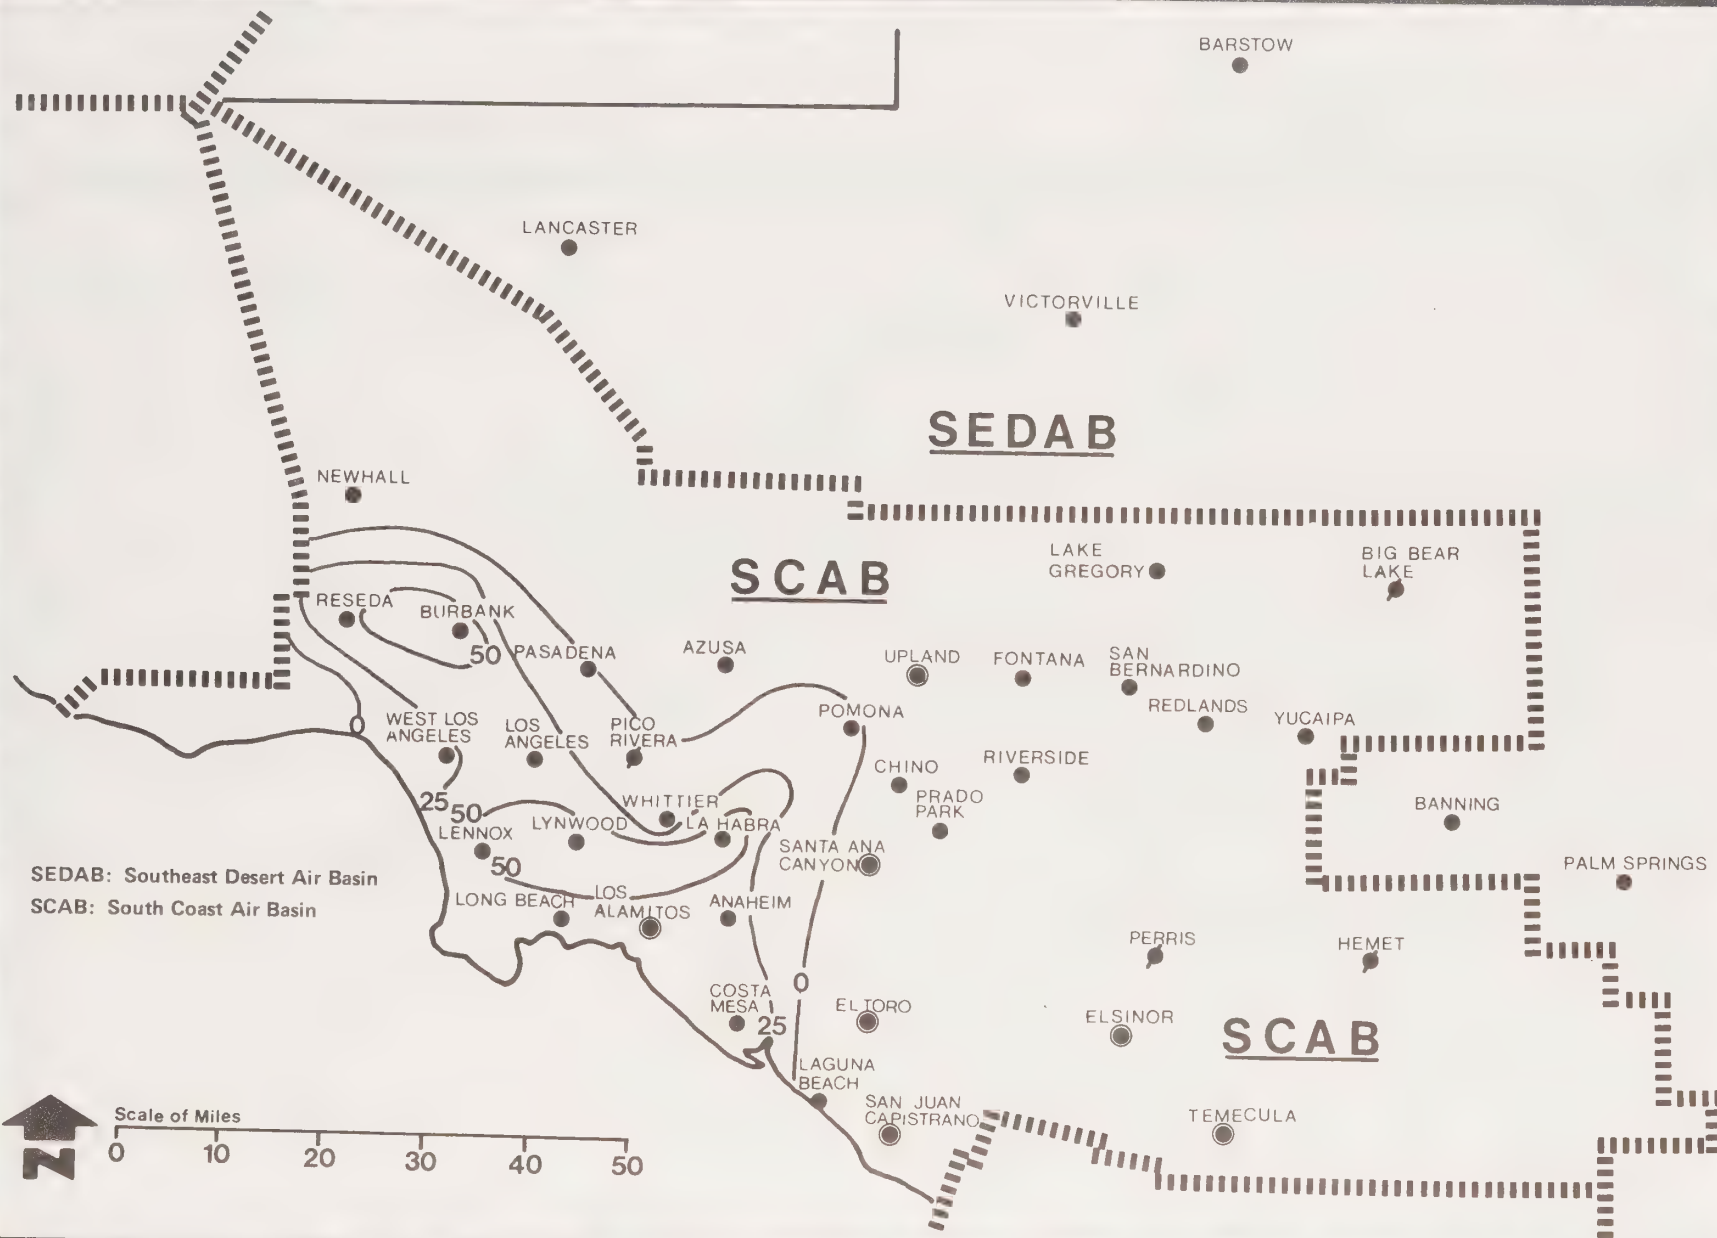 BARSTOW
LANCASTER
VICTORVILLE
SEDAB
NEWHALL
LAKE
GREGORY
BIG BEAR
LAKE
SCAB
RESEDA
BURBANK
50
PASADENA
AZUSA
UPLAND
FONTANA
SAN
BERNARDINO
REDLANDS
YUCAIPA
0
WEST LOS
ANGELES
LOS
ANGELES
PICO
RIVERA
POMONA
CHINO
RIVERSIDE
PRADO
PARK
BANNING
25
50
LENNOX
LYNWOOD
WHITTIER
LA HABRA
SANTA ANA
CANYON
PALM SPRINGS
50
SEDAB: Southeast Desert Air Basin
SCAB: South Coast Air Basin
LONG BEACH
LOS
ALAMITOS
ANAHEIM
PERRIS
HEMET
0
COSTA
MESA
25
EL TORO
ELSINOR
SCAB
LAGUNA
BEACH
SAN JUAN
CAPISTRANO
TEMECULA
N
Scale of Miles
0 10 20 30 40 50